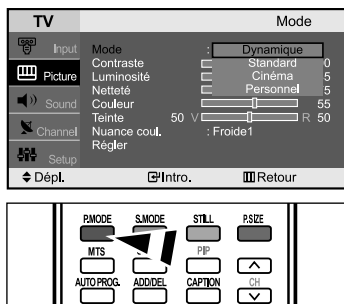 TV Mode
Input
Picture
Sound
Channel
Setup
Mode : Dynamique
Contraste Standard 0
Luminosité Cinéma 5
Netteté Personnel 5
Couleur 55
Teinte 50 V R 50
Nuance coul. : Froide1
Régler
Dépl. Intro. Retour
P.MODE S.MODE STILL P.SIZE
MTS PIP
AUTO PROG. ADD/DEL CAPTION CH